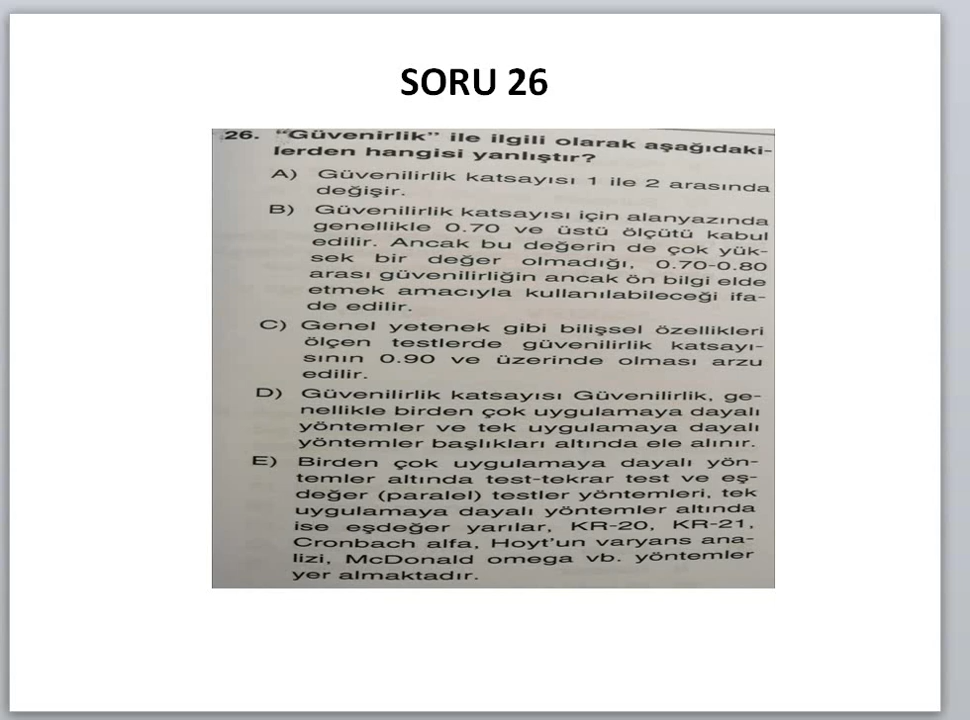 SORU 26
26. "Güvenirlik" ile ilgili olarak aşağıdaki-
lerden hangisi yanlıştır?
A) Güvenilirlik katsayısı 1 ile 2 arasında
değişir.
B) Güvenilirlik katsayısı için alanyazında
genellikle 0.70 ve üstü ölçütü kabul
edilir. Ancak bu değerin de çok yük-
sek bir değer olmadığı, 0.70-0.80
arası güvenilirliğin ancak ön bilgi elde
etmek amacıyla kullanılabileceği ifa-
de edilir.
C) Genel yetenek gibi bilişsel özellikleri
ölçen testlerde güvenilirlik katsayı-
sının 0.90 ve üzerinde olması arzu
edilir.
D) Güvenilirlik katsayısı Güvenilirlik, ge-
nellikle birden çok uygulamaya dayalı
yöntemler ve tek uygulamaya dayalı
yöntemler başlıkları altında ele alınır.
E) Birden çok uygulamaya dayalı yön-
temler altında test-tekrar test ve eş-
değer (paralel) testler yöntemleri, tek
uygulamaya dayalı yöntemler altında
ise eşdeğer yarılar, KR-20, KR-21,
Cronbach alfa, Hoyt'un varyans ana-
lizi, McDonald omega vb. yöntemler
yer almaktadır.